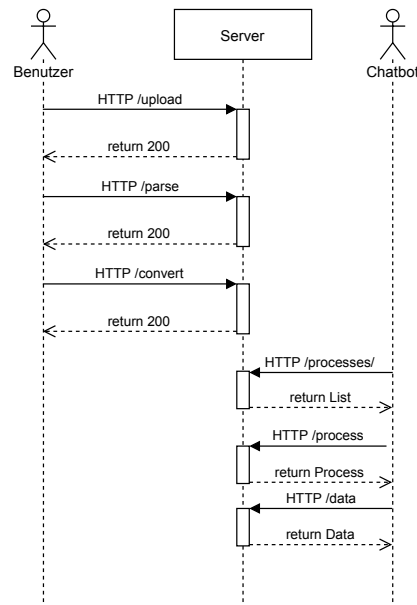 Server
Benutzer
Chatbot
HTTP /upload
return 200
HTTP /parse
return 200
HTTP /convert
return 200
HTTP /processes/
return List
HTTP /process
return Process
HTTP /data
return Data